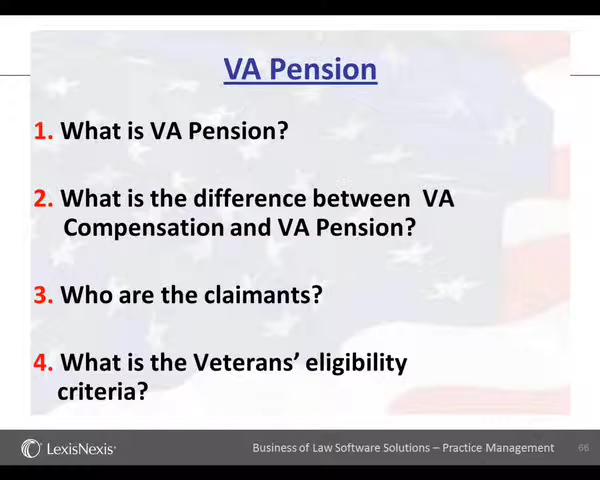 VA Pension
1. What is VA Pension?
2. What is the difference between VA
Compensation and VA Pension?
3. Who are the claimants?
4. What is the Veterans’ eligibility
criteria?
LexisNexis®
Business of Law Software Solutions – Practice Management
66